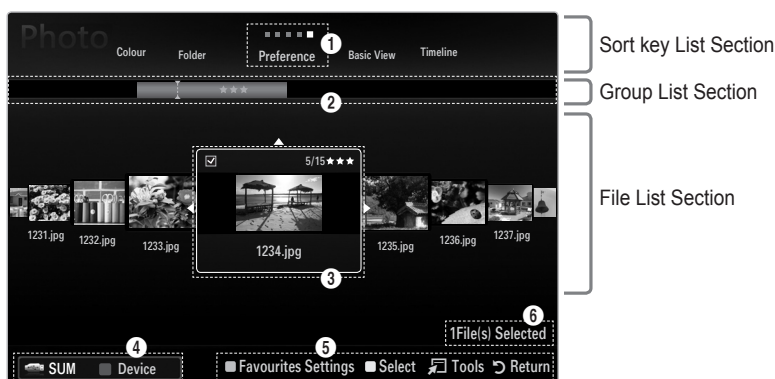 Photo
Colour Folder Preference Basic View Timeline
1
Sort key List Section
★★★
2
Group List Section
5/15★★★
1231.jpg 1232.jpg 1233.jpg 1234.jpg 1235.jpg 1236.jpg 1237.jpg
3
File List Section
6
1File(s) Selected
4 5
SUM Device Favourites Settings Select Tools Return